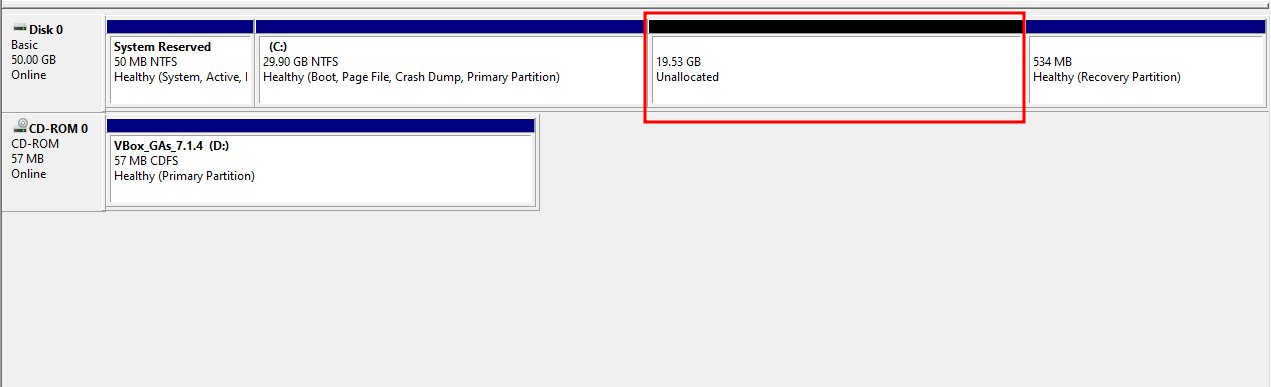 Disk 0
Basic
50.00 GB
Online
System Reserved
50 MB NTFS
Healthy (System, Active, I
(C:)
29.90 GB NTFS
Healthy (Boot, Page File, Crash Dump, Primary Partition)
19.53 GB
Unallocated
534 MB
Healthy (Recovery Partition)
CD-ROM 0
CD-ROM
57 MB
Online
VBox_GAs_7.1.4 (D:)
57 MB CDFS
Healthy (Primary Partition)